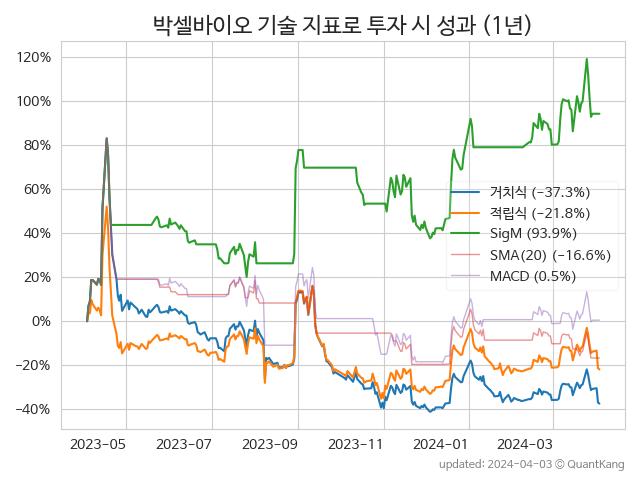 박셀바이오 기술 지표로 투자 시 성과 (1년)
120%
100%
80%
60%
40%
20%
0%
−20%
−40%
거치식 (−37.3%)
적립식 (−21.8%)
SigM (93.9%)
SMA(20) (−16.6%)
MACD (0.5%)
2023−05 2023−07 2023−09 2023−11 2024−01 2024−03
updated: 2024-04-03 © QuantKang